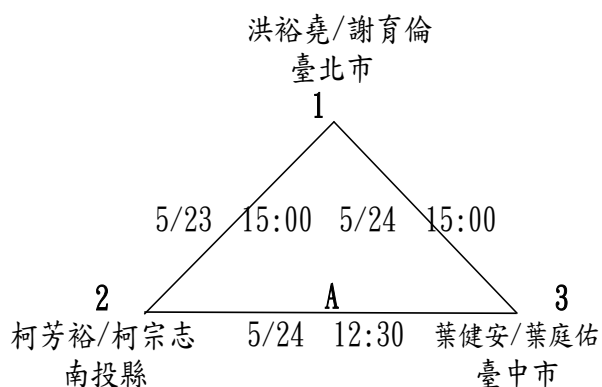 洪裕堯/謝育倫
臺北市
1
5/23 15:00 5/24 15:00
2 A 3
柯芳裕/柯宗志 5/24 12:30 葉健安/葉庭佑
南投縣 臺中市